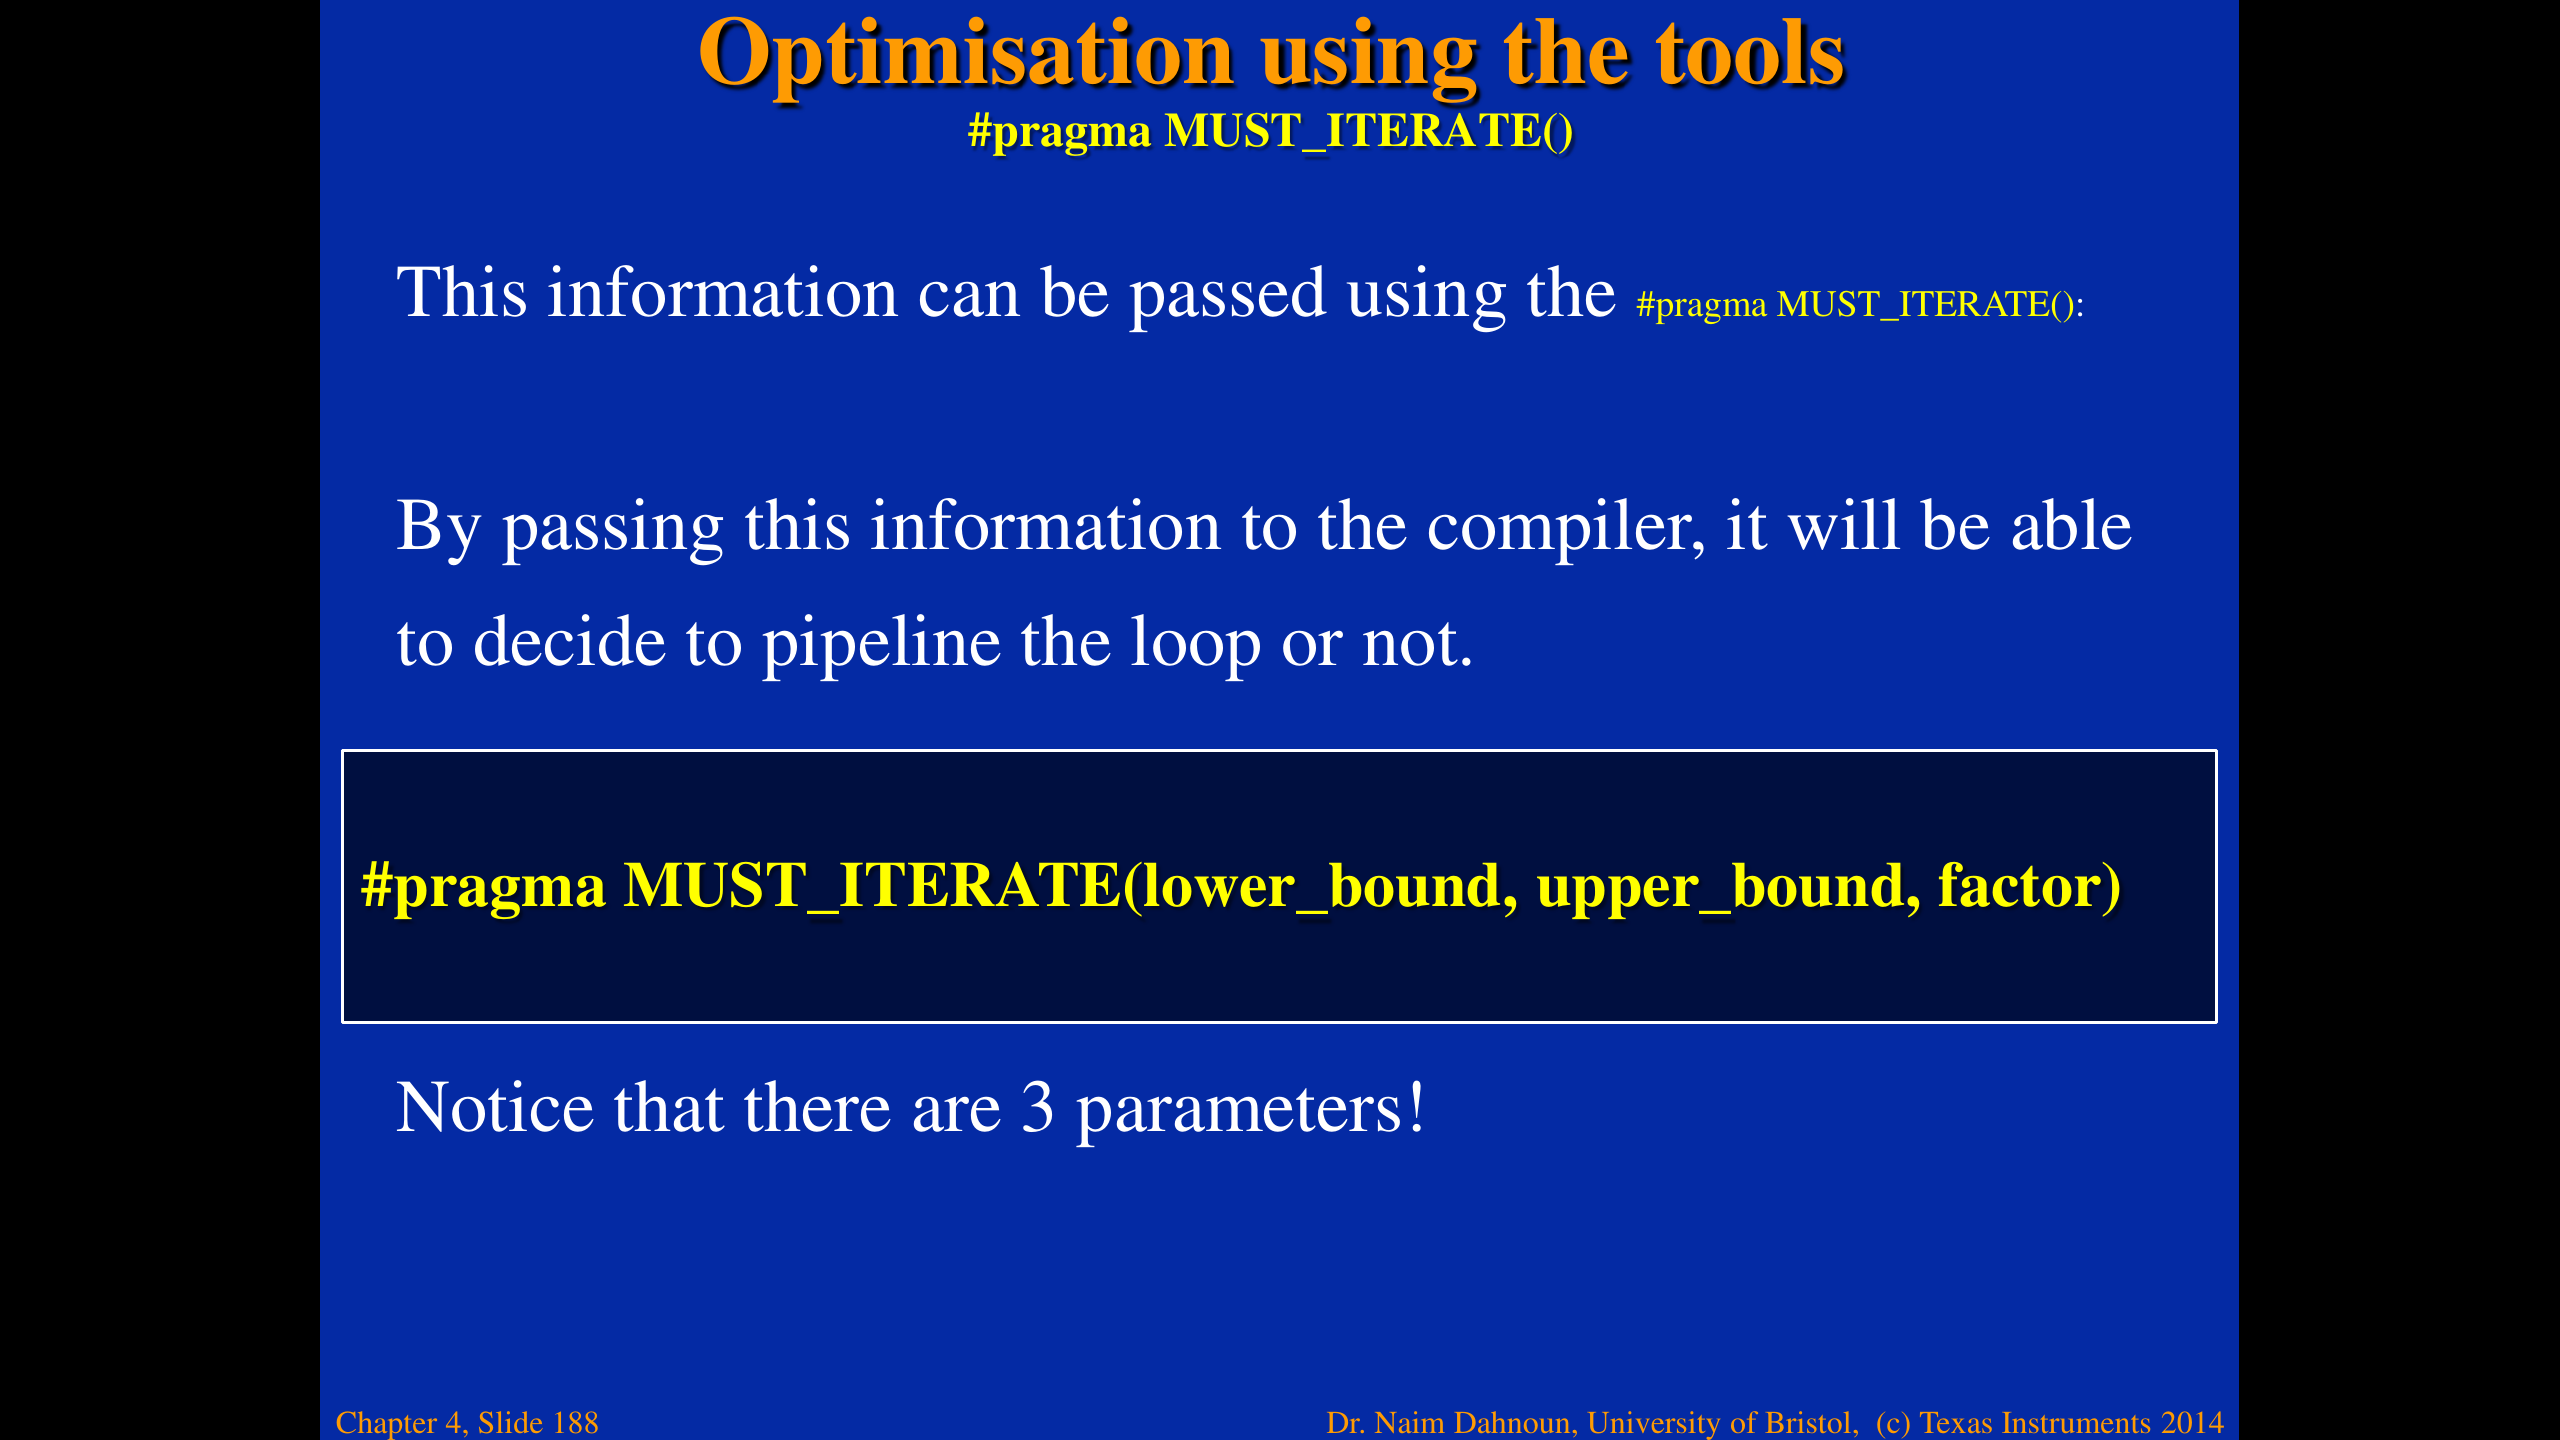 Optimisation using the tools
#pragma MUST_ITERATE()
This information can be passed using the #pragma MUST_ITERATE():
By passing this information to the compiler, it will be able
to decide to pipeline the loop or not.
#pragma MUST_ITERATE(lower_bound, upper_bound, factor)
Notice that there are 3 parameters!
Chapter 4, Slide 188
Dr. Naim Dahnoun, University of Bristol, (c) Texas Instruments 2014